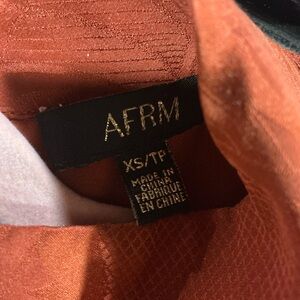 AFRM
XS/TP
MADE IN
CHINA
FABRIQUÉ
EN CHINE